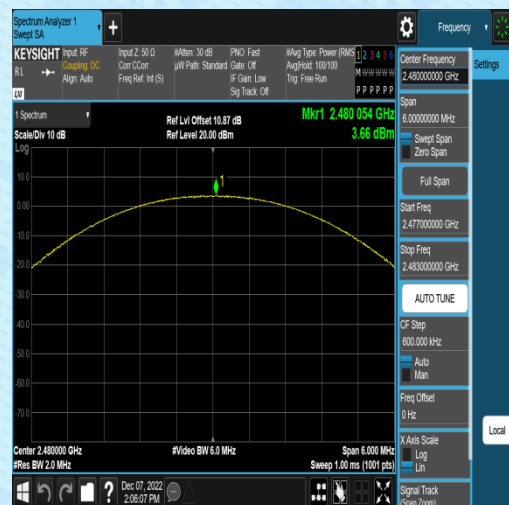 Spectrum Analyzer 1
Swept SA
Frequency
KEYSIGHT
RL
Input: RF
Coupling: DC
Align: Auto
Input Z: 50 Ω
Corr CCorr
Freq Ref: Int (S)
#Atten: 30 dB
µW Path: Standard
PNO: Fast
Gate: Off
IF Gain: Low
Sig Track: Off
#Avg Type: Power (RMS
Avg|Hold: 100/100
Trig: Free Run
1 2 3 4 5 6
M W W W W W
P P P P P P
Center Frequency
2.480000000 GHz
Settings
Span
6.00000000 MHz
Swept Span
Zero Span
Full Span
Start Freq
2.477000000 GHz
Stop Freq
2.483000000 GHz
AUTO TUNE
CF Step
600.000 kHz
Auto
Man
Freq Offset
0 Hz
X Axis Scale
Log
Lin
Signal Track
(Span Zoom)
Local
1 Spectrum
Scale/Div 10 dB
Ref Lvl Offset 10.87 dB
Ref Level 20.00 dBm
Mkr1 2.480 054 GHz
3.66 dBm
Log
1
10.0
0.00
-10.0
-20.0
-30.0
-40.0
-50.0
-60.0
-70.0
Center 2.480000 GHz
#Res BW 2.0 MHz
#Video BW 6.0 MHz
Span 6.000 MHz
Sweep 1.00 ms (1001 pts)
?
Dec 07, 2022
2:06:07 PM